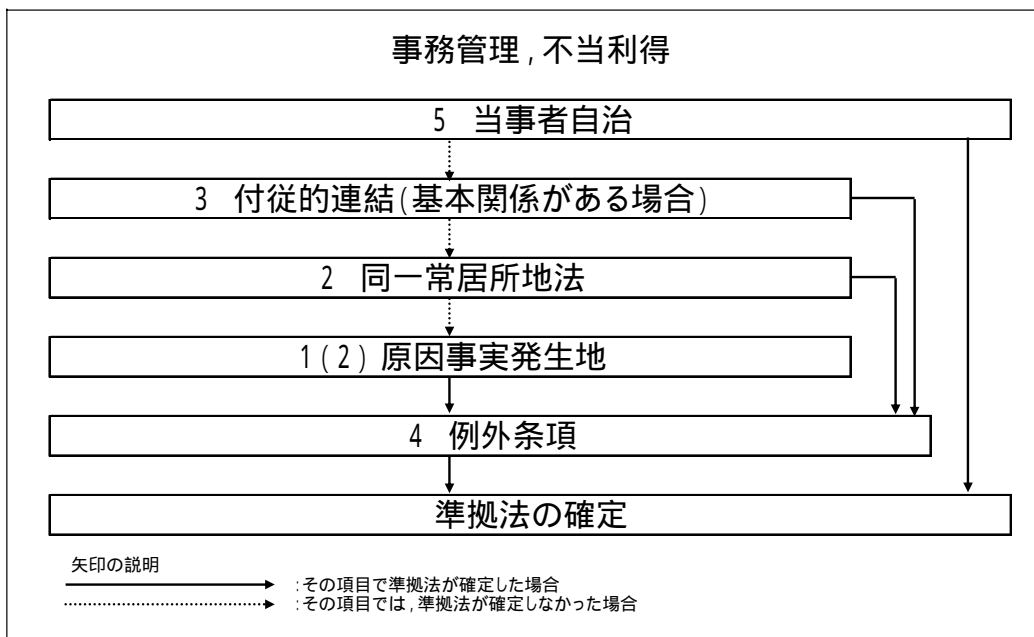 事務管理,不当利得
5 当事者自治
3 付従的連結(基本関係がある場合)
2 同一常居所地法
1(2)原因事実発生地
4 例外条項
準拠法の確定
矢印の説明
:その項目で準拠法が確定した場合
:その項目では,準拠法が確定しなかった場合